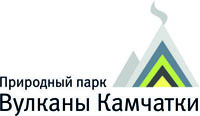 Природный парк
Вулканы Камчатки